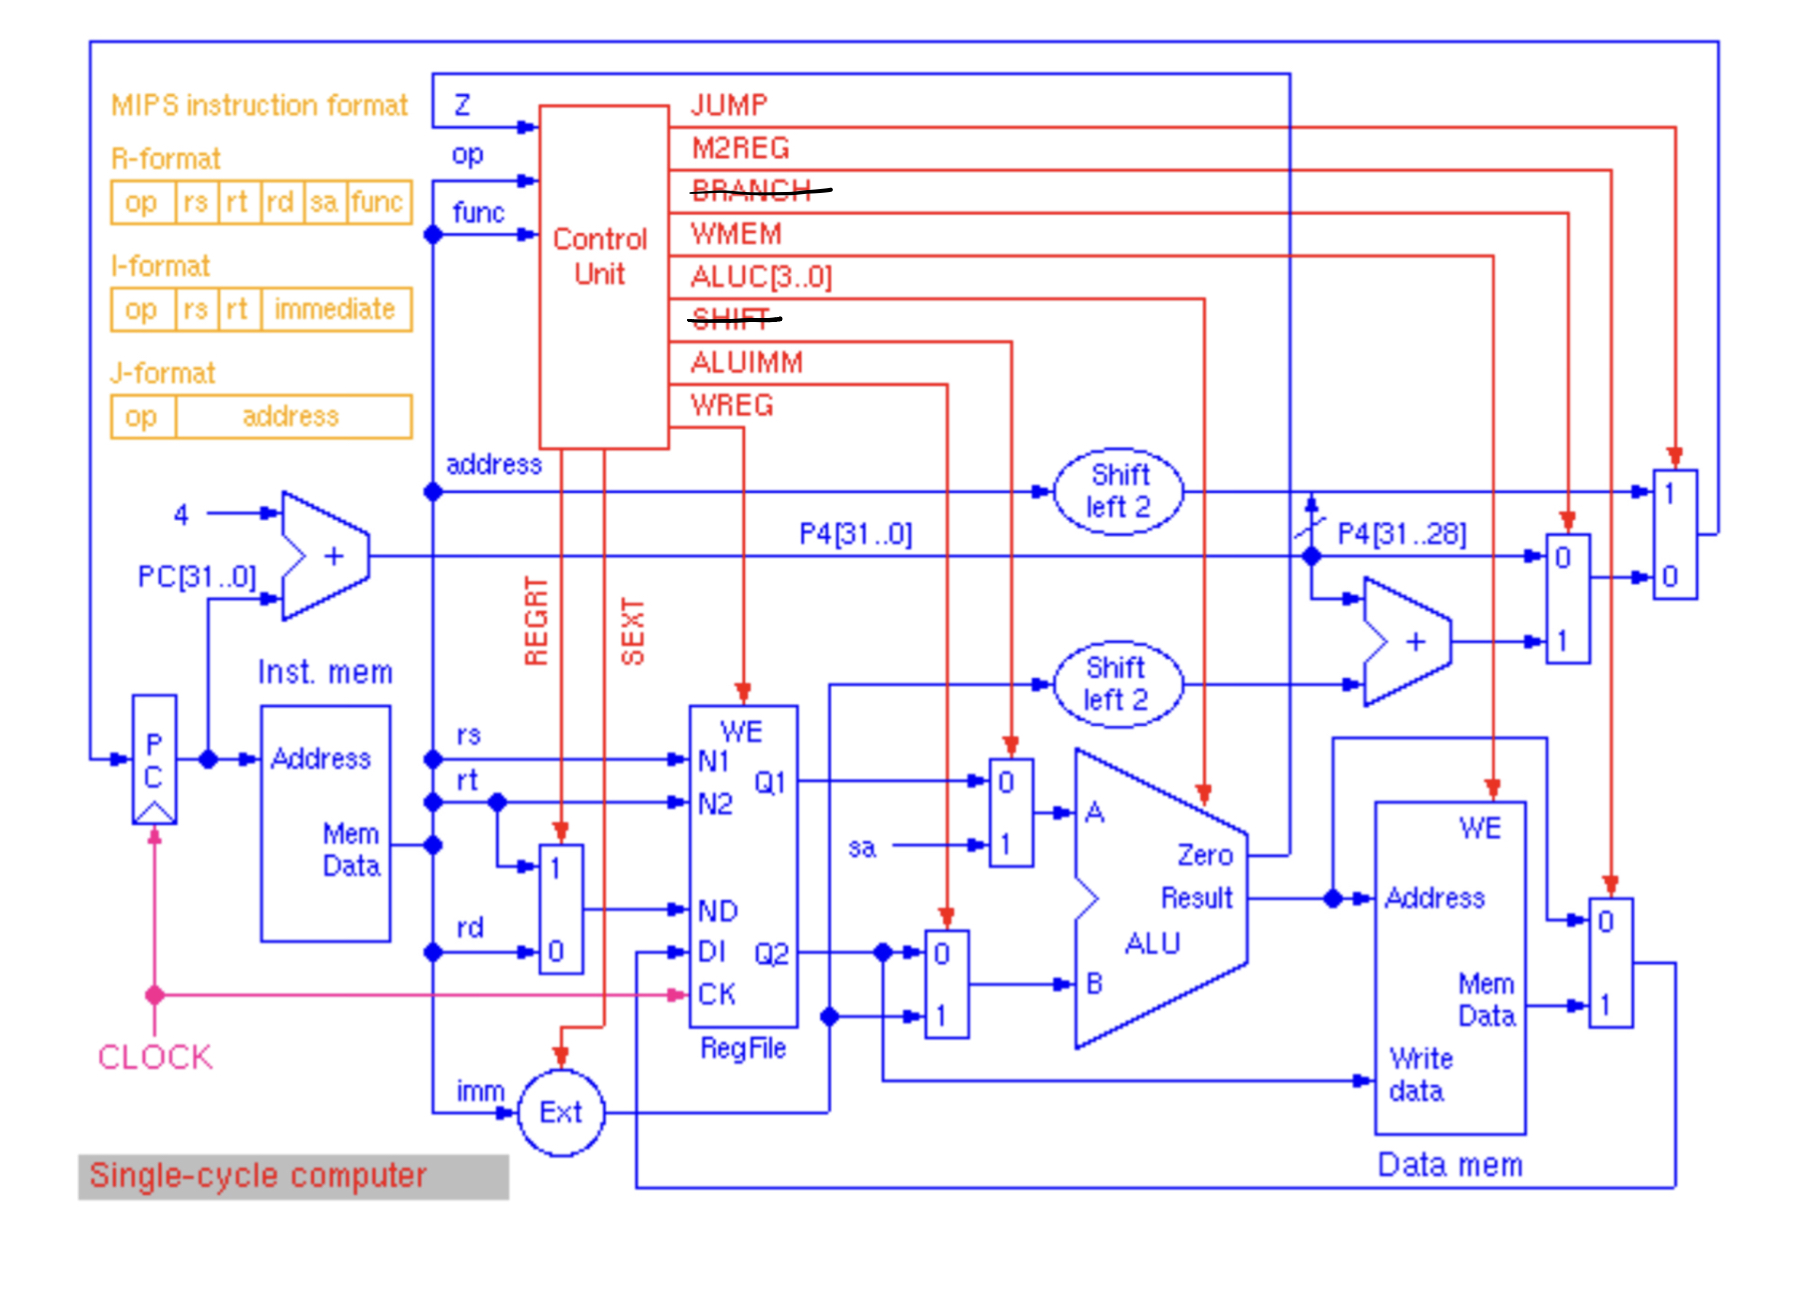 MIPS instruction format
R-format
op rs rt rd sa func
I-format
op rs rt immediate
J-format
op address
Z
op
func
Control
Unit
JUMP
M2REG
BRANCH
WMEM
ALUC[3..0]
SHIFT
ALUIMM
WREG
address
Shift
left 2
4
+
PC[31..0]
P4[31..0]
P4[31..28]
1
0
0
1
+
REGRT
SEXT
Shift
left 2
Inst. mem
P
C
Address
Mem
Data
rs
rt
rd
1
0
WE
N1
Q1
N2
ND
DI
Q2
CK
RegFile
0
1
sa
0
1
A
B
Zero
Result
ALU
WE
Address
Mem
Data
Write
data
Data mem
0
1
CLOCK
imm
Ext
Single-cycle computer